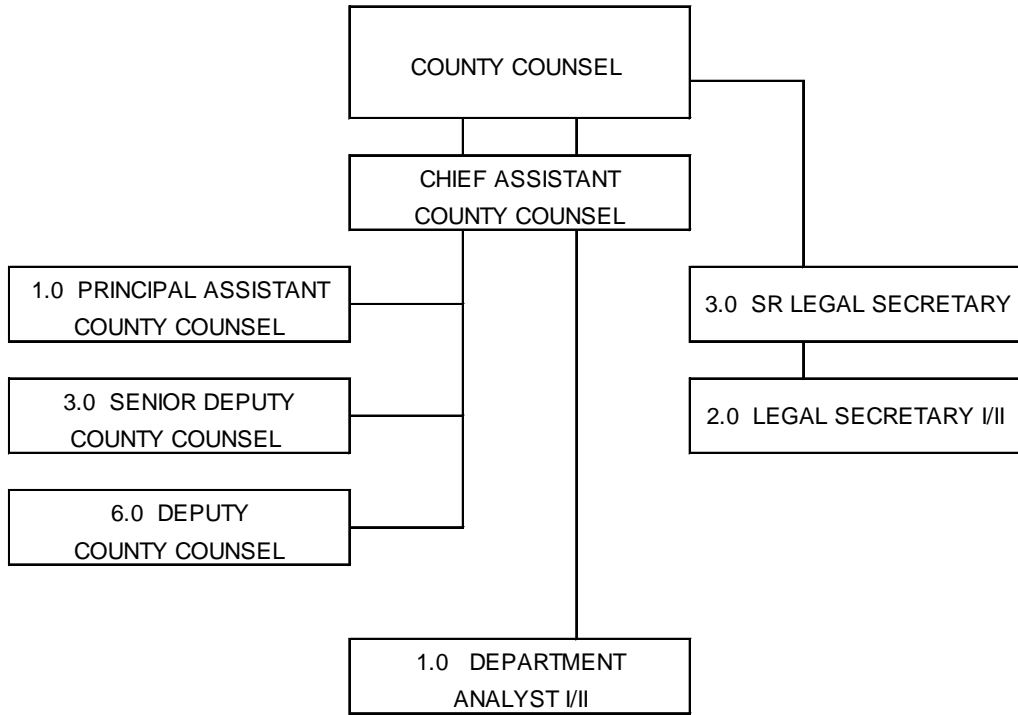 COUNTY COUNSEL
CHIEF ASSISTANT
COUNTY COUNSEL
1.0 PRINCIPAL ASSISTANT
COUNTY COUNSEL
3.0 SENIOR DEPUTY
COUNTY COUNSEL
6.0 DEPUTY
COUNTY COUNSEL
3.0 SR LEGAL SECRETARY
2.0 LEGAL SECRETARY I/II
1.0 DEPARTMENT
ANALYST I/II